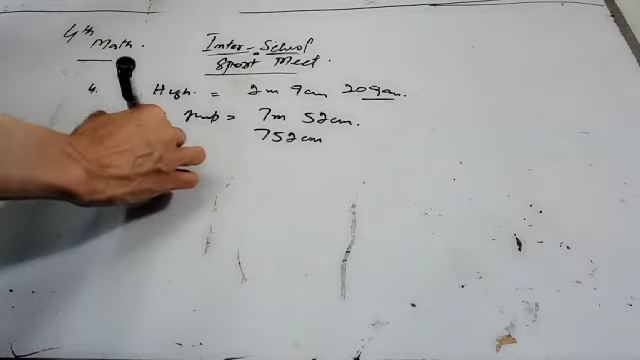 4th Math.
Inter-School
Sport Meet.
4. High. = 2m 9cm 209cm.
Jump = 7m 52cm.
752cm